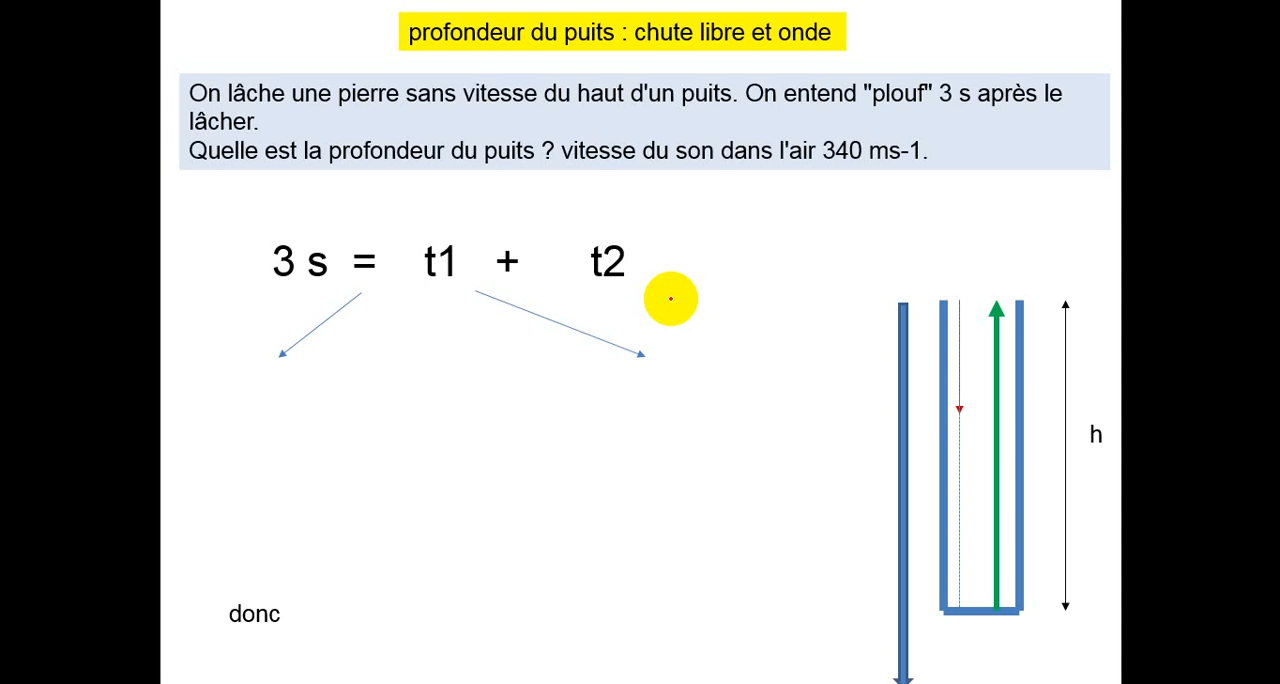 profondeur du puits : chute libre et onde
On lâche une pierre sans vitesse du haut d'un puits. On entend "plouf" 3 s après le
lâcher.
Quelle est la profondeur du puits ? vitesse du son dans l'air 340 ms-1.
3 s = t1 + t2
h
donc